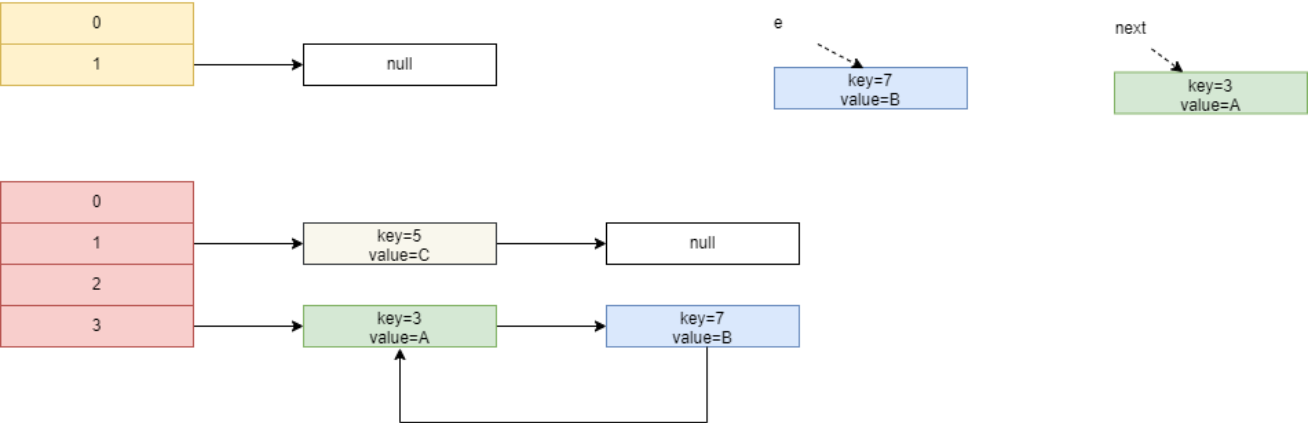 0
e
next
1
null
key=7
value=B
key=3
value=A
0
1
key=5
value=C
null
2
3
key=3
value=A
key=7
value=B